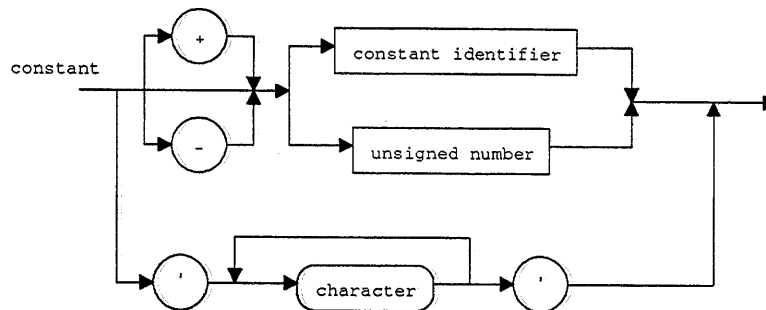 +
constant identifier
constant
-
unsigned number
' character '